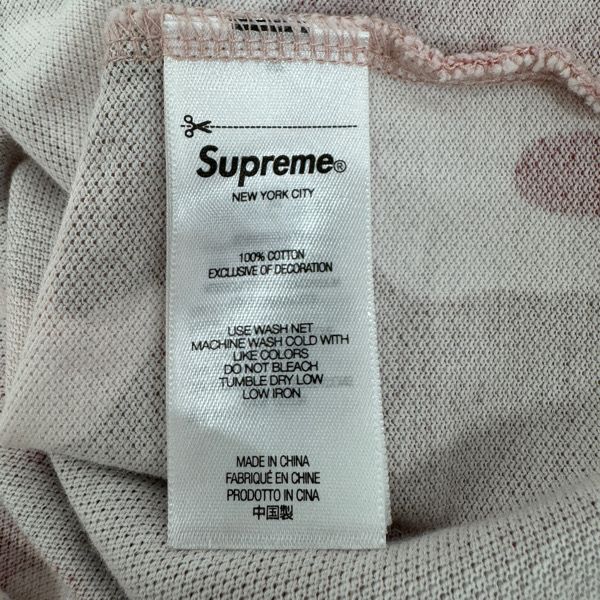 Supreme®
NEW YORK CITY
100% COTTON
EXCLUSIVE OF DECORATION
USE WASH NET
MACHINE WASH COLD WITH
LIKE COLORS
DO NOT BLEACH
TUMBLE DRY LOW
LOW IRON
MADE IN CHINA
FABRIQUÉ EN CHINE
PRODOTTO IN CINA
中国製